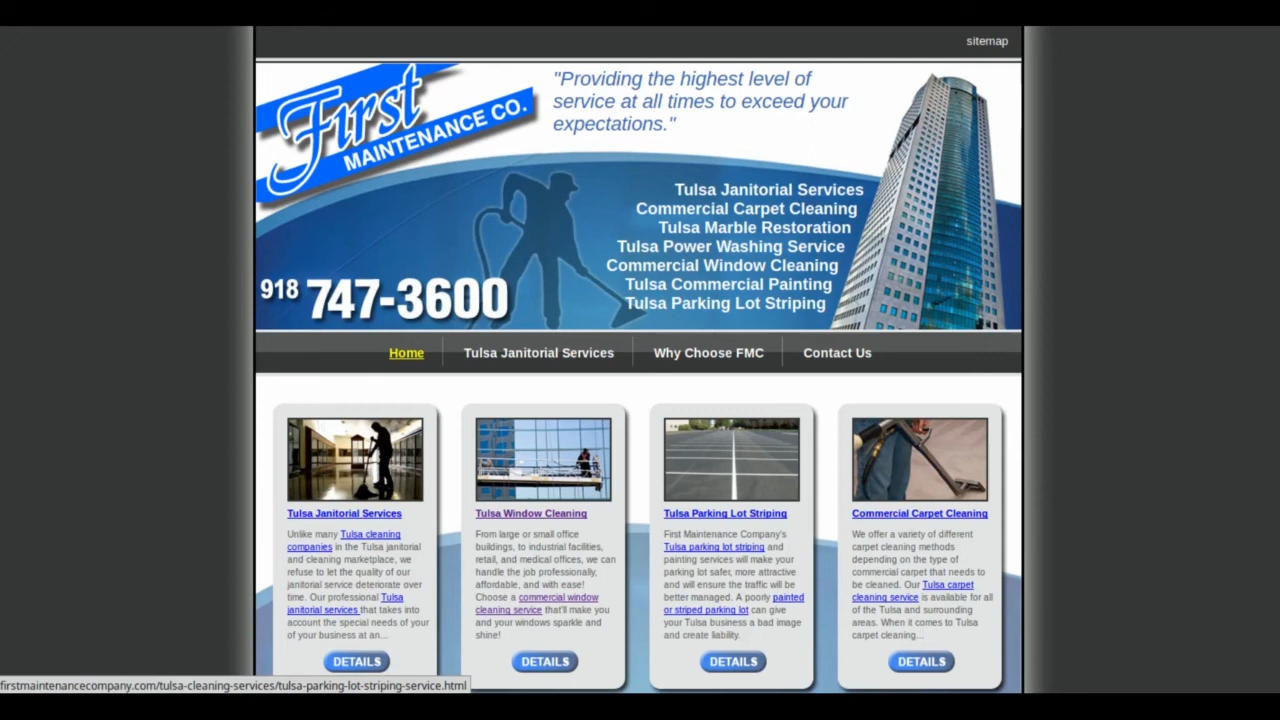 sitemap
First
MAINTENANCE CO.
"Providing the highest level of
service at all times to exceed your
expectations."
Tulsa Janitorial Services
Commercial Carpet Cleaning
Tulsa Marble Restoration
Tulsa Power Washing Service
Commercial Window Cleaning
Tulsa Commercial Painting
Tulsa Parking Lot Striping
918 747-3600
Home
Tulsa Janitorial Services
Why Choose FMC
Contact Us
Tulsa Janitorial Services
Unlike many Tulsa cleaning
companies in the Tulsa janitorial
and cleaning marketplace, we
refuse to let the quality of our
janitorial service deteriorate over
time. Our professional Tulsa
janitorial services that takes into
account the special needs of your
of your business at an...
DETAILS
Tulsa Window Cleaning
From large or small office
buildings, to industrial facilities,
retail, and medical offices, we can
handle the job professionally,
affordable, and with ease!
Choose a commercial window
cleaning service that'll make you
and your windows sparkle and
shine!
DETAILS
Tulsa Parking Lot Striping
First Maintenance Company's
Tulsa parking lot striping and
painting services will make your
parking lot safer, more attractive
and will ensure the traffic will be
better managed. A poorly painted
or striped parking lot can give
your Tulsa business a bad image
and create liability.
DETAILS
Commercial Carpet Cleaning
We offer a variety of different
carpet cleaning methods
depending on the type of
commercial carpet that needs to
be cleaned. Our Tulsa carpet
cleaning service is available for all
of the Tulsa and surrounding
areas. When it comes to Tulsa
carpet cleaning...
DETAILS
firstmaintenancecompany.com/tulsa-cleaning-services/tulsa-parking-lot-striping-service.html